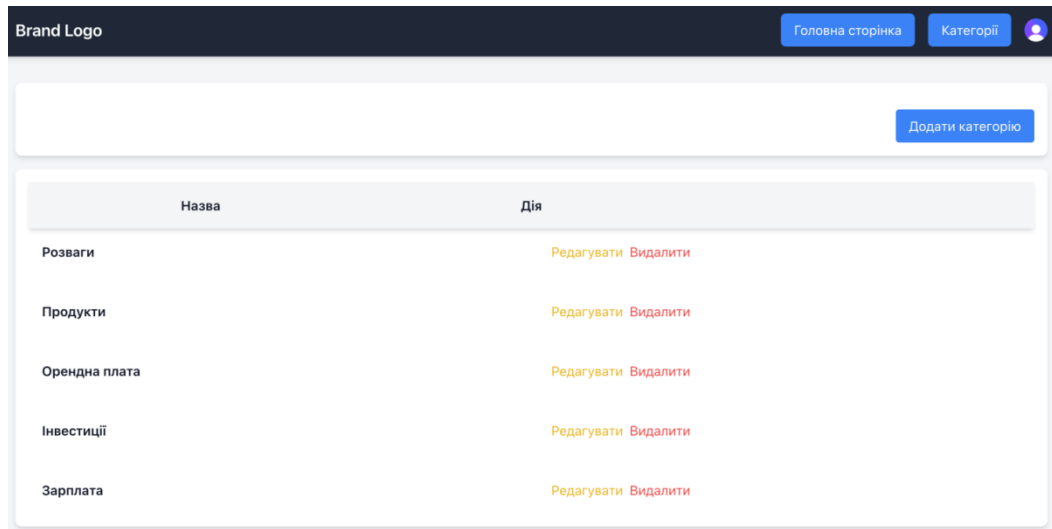 Brand Logo Головна сторінка Категорії
Додати категорію
Назва Дія
Розваги Редагувати Видалити
Продукти Редагувати Видалити
Орендна плата Редагувати Видалити
Інвестиції Редагувати Видалити
Зарплата Редагувати Видалити